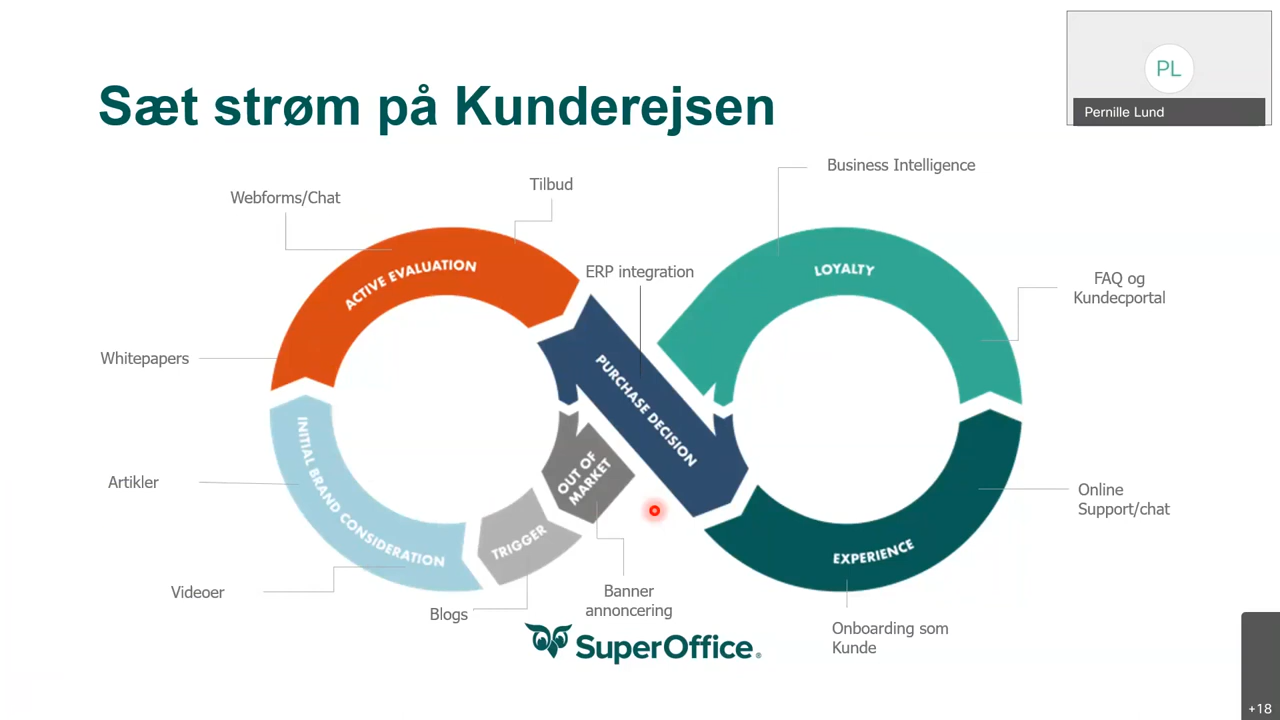 PL
Pernille Lund
Sæt strøm på Kunderejsen
Business Intelligence
Tilbud
Webforms/Chat
ERP integration
ACTIVE EVALUATION
LOYALTY
FAQ og
Kundecportal
Whitepapers
PURCHASE DECISION
INITIAL BRAND CONSIDERATION
OUT OF
MARKET
Artikler
Online
Support/chat
TRIGGER
EXPERIENCE
Videoer
Blogs
Banner
annoncering
Onboarding som
Kunde
SuperOffice®
+18